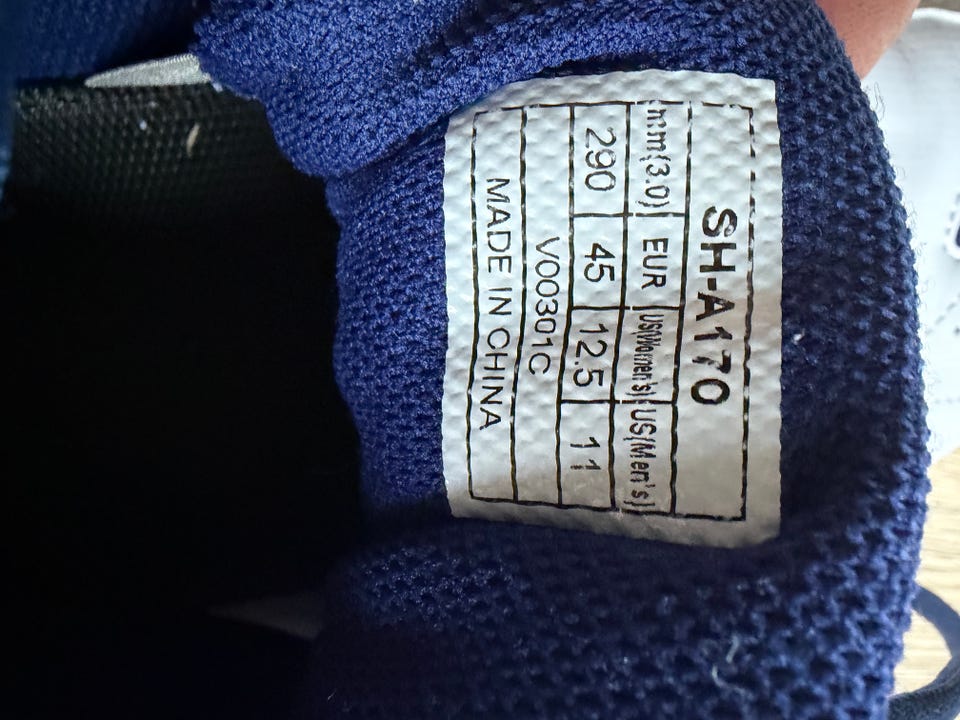 SH-A170
mm(3.0) EUR US(Women's) US(Men's)
290 45 12.5 11
V00301C
MADE IN CHINA